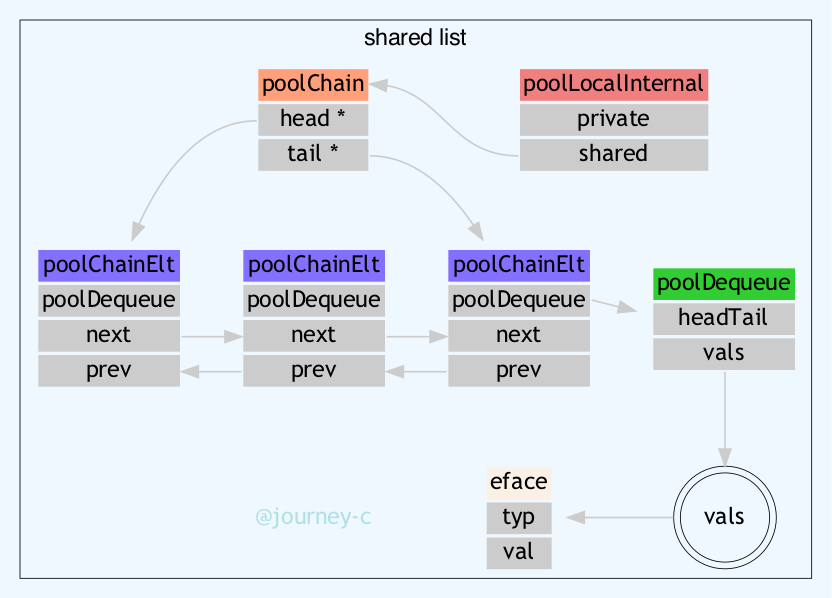 shared list
poolChain
head *
tail *
poolLocalInternal
private
shared
poolChainElt
poolDequeue
next
prev
poolChainElt
poolDequeue
next
prev
poolChainElt
poolDequeue
next
prev
poolDequeue
headTail
vals
eface
typ
val
vals
@journey-c